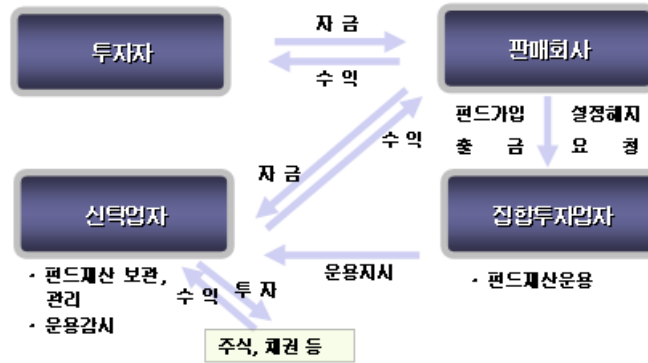 투자자
자 금
수 익
판매회사
펀드가입 설정해지
출 금 요 청
자 금
수 익
신탁업자
집합투자업자
운용지시
· 펀드재산 보관,
관리
· 운용감시
수 익 투 자
· 펀드재산운용
주식, 채권 등